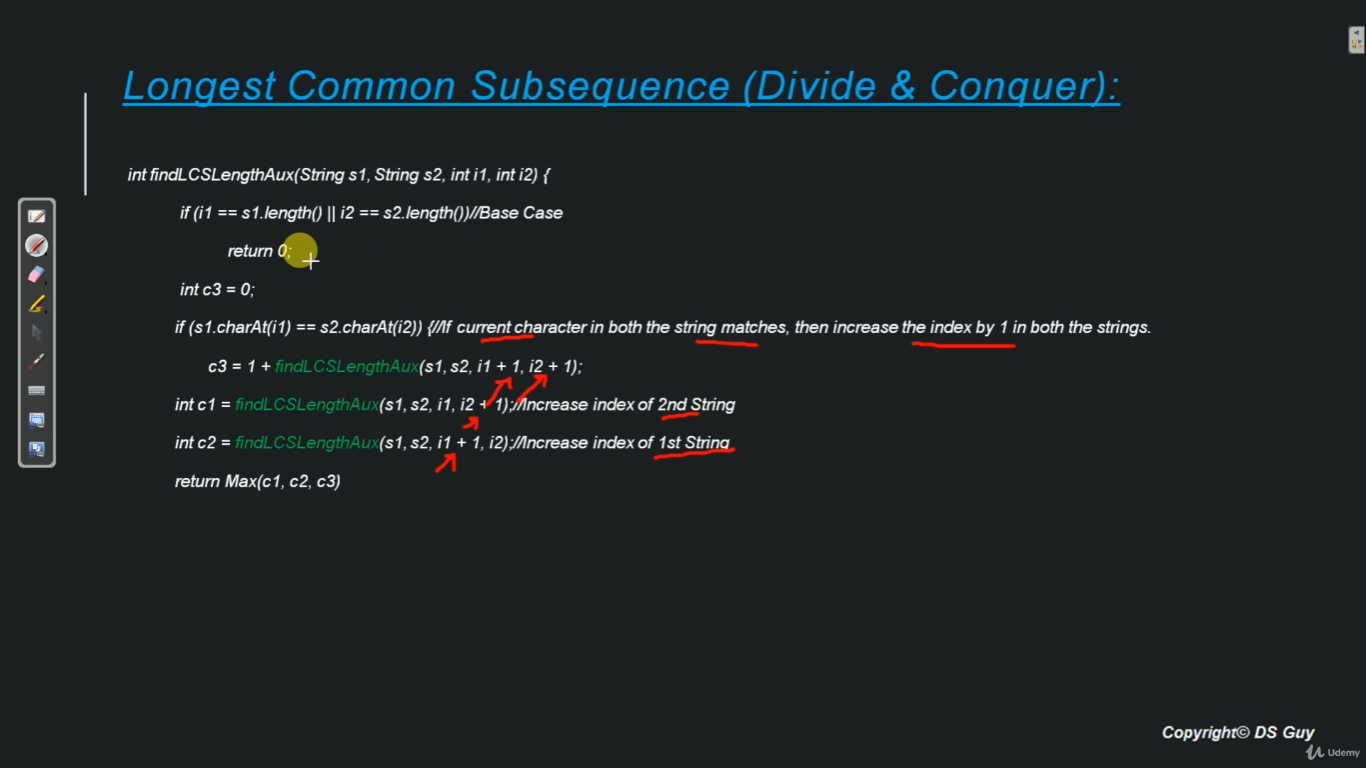 Longest Common Subsequence (Divide & Conquer):
int findLCSLengthAux(String s1, String s2, int i1, int i2) {
if (i1 == s1.length() || i2 == s2.length())//Base Case
return 0;
int c3 = 0;
if (s1.charAt(i1) == s2.charAt(i2)) {//If current character in both the string matches, then increase the index by 1 in both the strings.
c3 = 1 + findLCSLengthAux(s1, s2, i1 + 1, i2 + 1);
int c1 = findLCSLengthAux(s1, s2, i1, i2 + 1);//Increase index of 2nd String
int c2 = findLCSLengthAux(s1, s2, i1 + 1, i2);//Increase index of 1st String
return Max(c1, c2, c3)
Copyright© DS Guy
Udemy